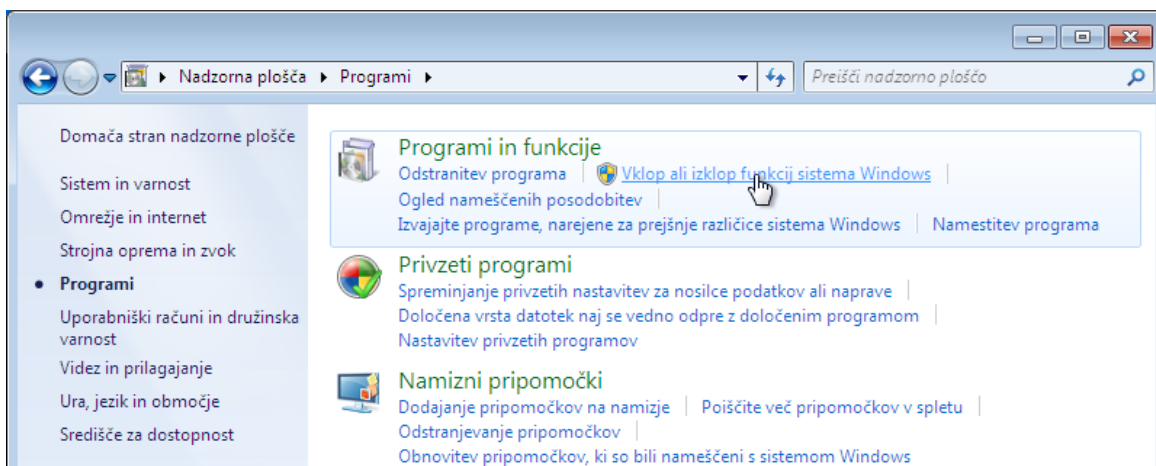 Nadzorna plošča Programi Preišči nadzorno ploščo
Domača stran nadzorne plošče
Sistem in varnost
Omrežje in internet
Strojna oprema in zvok
Programi
Uporabniški računi in družinska
varnost
Videz in prilagajanje
Ura, jezik in območje
Središče za dostopnost
Programi in funkcije
Odstranitev programa Vklop ali izklop funkcij sistema Windows
Ogled nameščenih posodobitev
Izvajajte programe, narejene za prejšnje različice sistema Windows Namestitev programa
Privzeti programi
Spreminjanje privzetih nastavitev za nosilce podatkov ali naprave
Določena vrsta datotek naj se vedno odpre z določenim programom
Nastavitev privzetih programov
Namizni pripomočki
Dodajanje pripomočkov na namizje Poiščite več pripomočkov v spletu
Odstranjevanje pripomočkov
Obnovitev pripomočkov, ki so bili nameščeni s sistemom Windows